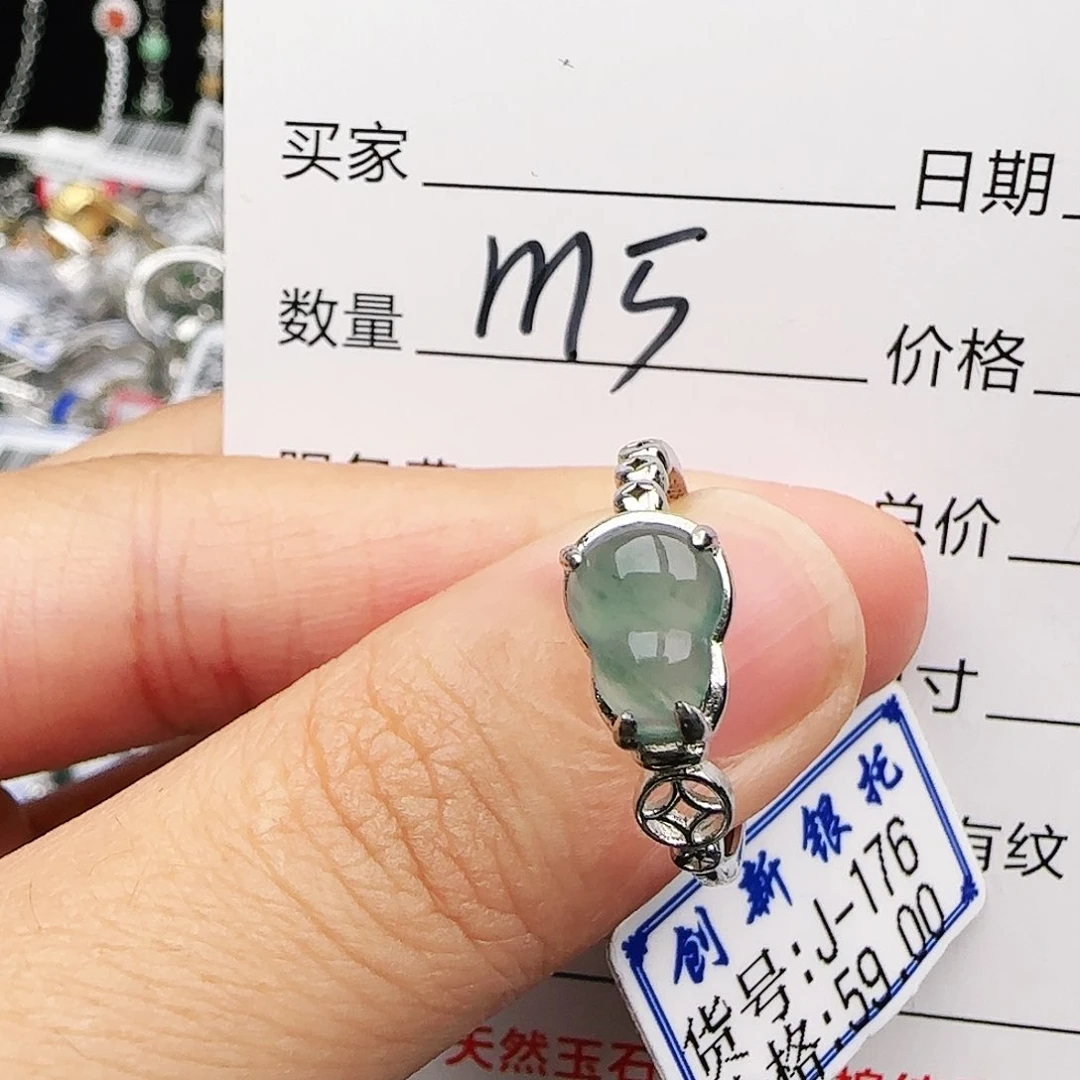 买家 日期
数量 M5 价格
总价
寸
有纹
创新银托
货号:J-176
格:59.00
天然玉石